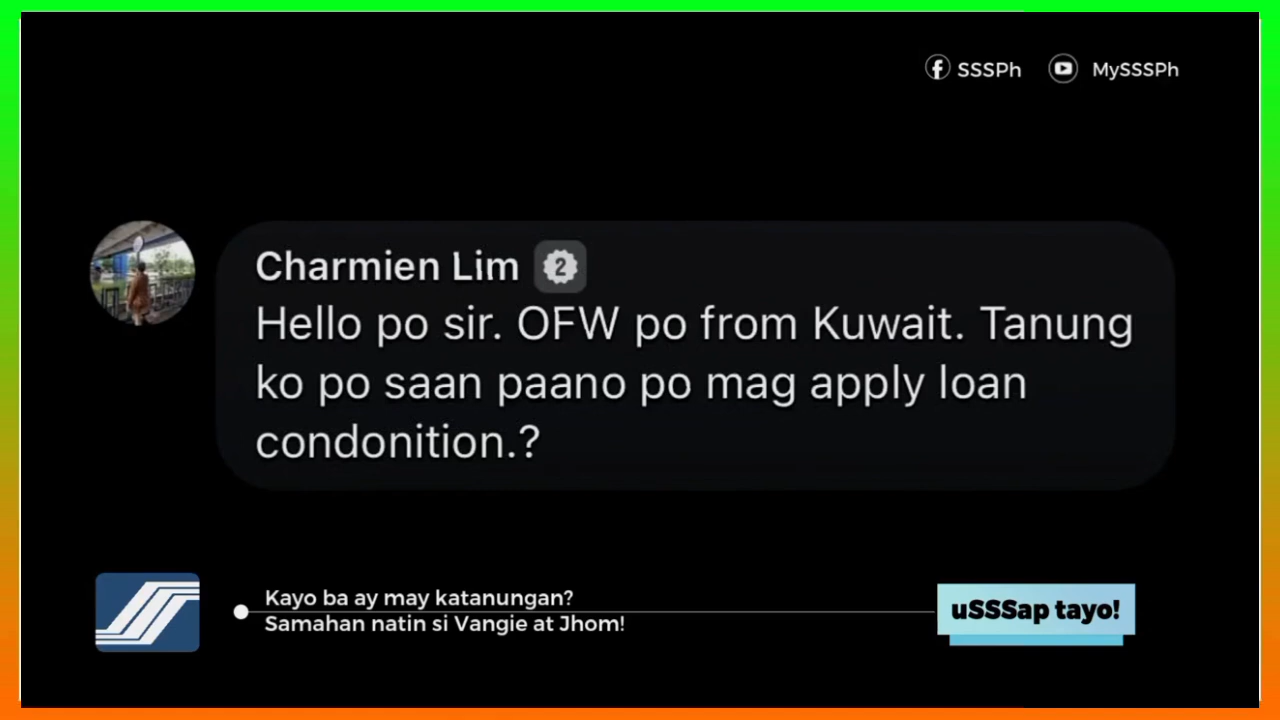 SSSPh MySSSPh
Charmien Lim 2
Hello po sir. OFW po from Kuwait. Tanung
ko po saan paano po mag apply loan
condonition.?
Kayo ba ay may katanungan?
Samahan natin si Vangie at Jhom!
uSSSap tayo!